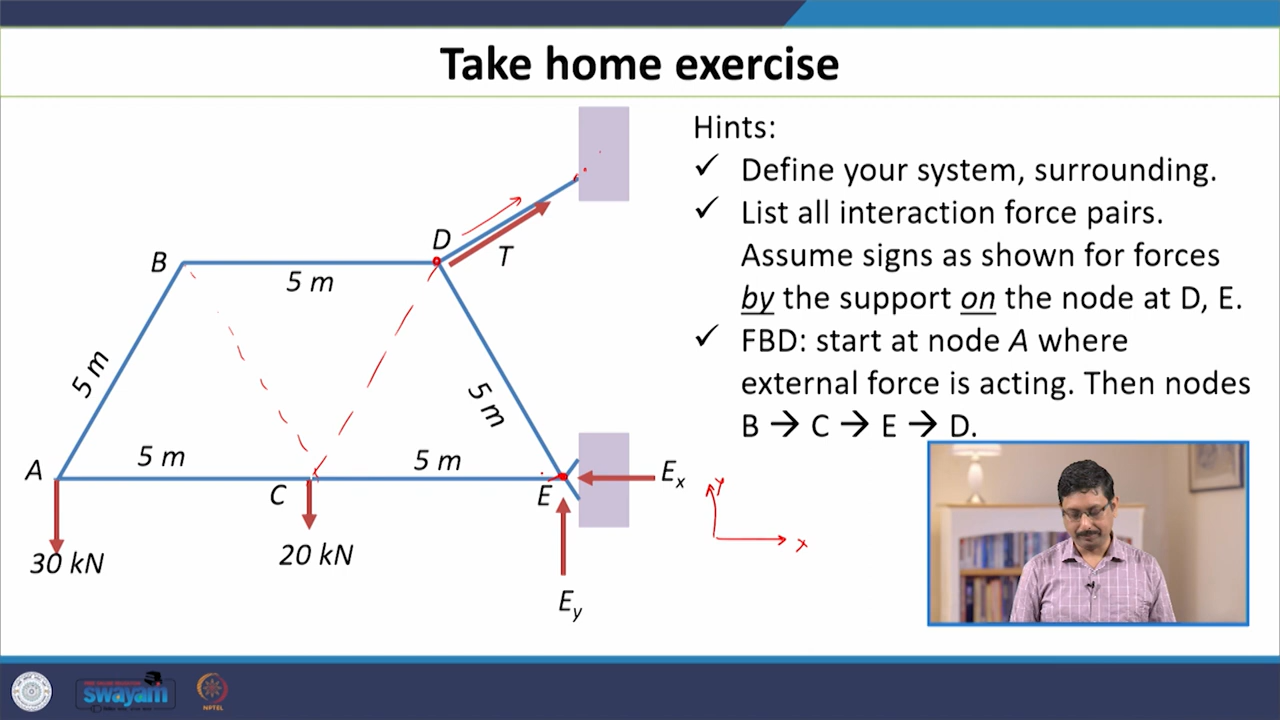 Take home exercise
Hints:
✓ Define your system, surrounding.
✓ List all interaction force pairs.
Assume signs as shown for forces
by the support on the node at D, E.
✓ FBD: start at node A where
external force is acting. Then nodes
B → C → E → D.
D
T
B
5 m
5 m
5 m
A
5 m
5 m
C
E
Ex
30 kN
20 kN
Ey
Y
X
swayam
NPTEL